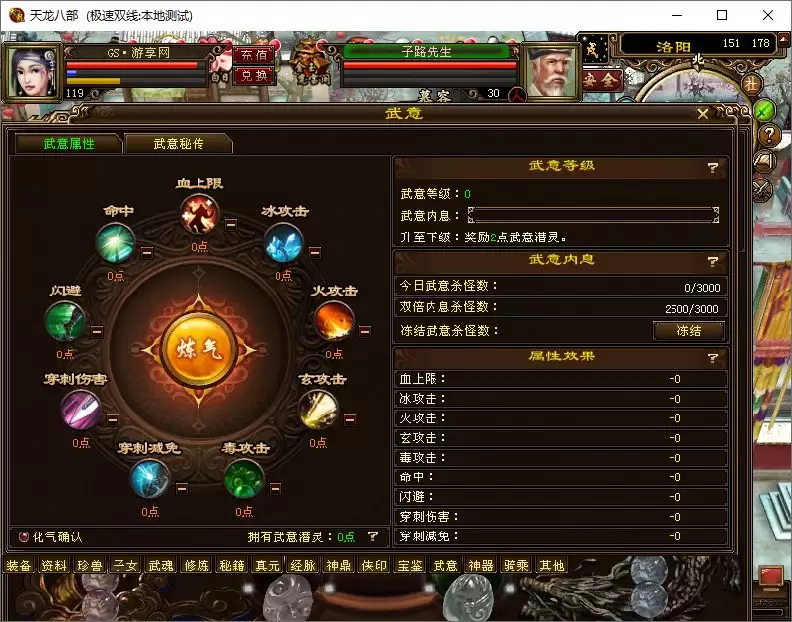 天龙八部 (极速双线:本地测试)
GS·游享网
充值
兑换
119
子路先生
慕容
30
洛阳
151 178
北
安全
武意
武意属性
武意秘传
血上限
0点
命中
0点
冰攻击
0点
闪避
0点
火攻击
0点
穿刺伤害
0点
玄攻击
0点
穿刺减免
0点
毒攻击
0点
炼气
化气确认
拥有武意潜灵:0点 ?
武意等级 ?
武意等级:0
武意内息:
升至下级:奖励2点武意潜灵。
武意内息 ?
今日武意杀怪数: 0/3000
双倍内息杀怪数: 2500/3000
冻结武意杀怪数: 冻结
属性效果 ?
血上限: -0
冰攻击: -0
火攻击: -0
玄攻击: -0
毒攻击: -0
命中: -0
闪避: -0
穿刺伤害: -0
穿刺减免: -0
装备 资料 珍兽 子女 武魂 修炼 秘籍 真元 经脉 神鼎 侠印 宝鉴 武意 神器 骑乘 其他